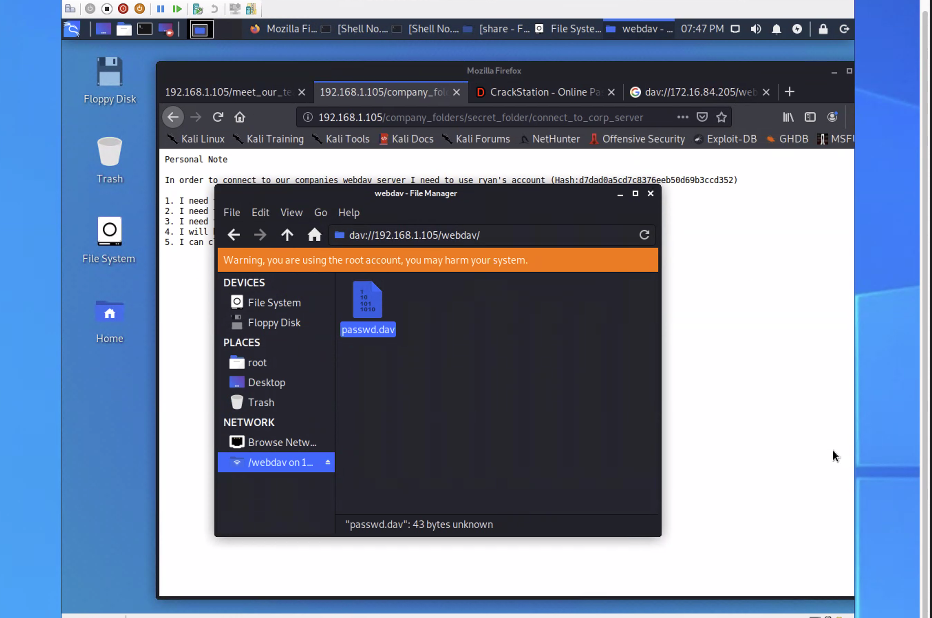 Mozilla Fi...
[Shell No....
[Shell No....
[share - F...
File Syste...
webdav - ...
07:47 PM
Floppy Disk
Trash
File System
Home
Mozilla Firefox
192.168.1.105/meet_our_te
192.168.1.105/company_fol
CrackStation - Online Pa
dav://172.16.84.205/web
192.168.1.105/company_folders/secret_folder/connect_to_corp_server
Kali Linux
Kali Training
Kali Tools
Kali Docs
Kali Forums
NetHunter
Offensive Security
Exploit-DB
GHDB
MSFU
Personal Note
In order to connect to our companies webdav server I need to use ryan's account (Hash:d7dad0a5cd7c8376eeb50d69b3ccd352)
1. I need
2. I need
3. I need
4. I will
5. I can c
webdav - File Manager
File Edit View Go Help
dav://192.168.1.105/webdav/
Warning, you are using the root account, you may harm your system.
DEVICES
File System
Floppy Disk
PLACES
root
Desktop
Trash
NETWORK
Browse Netw...
/webdav on 1...
1
10
101
1010
passwd.dav
"passwd.dav": 43 bytes unknown